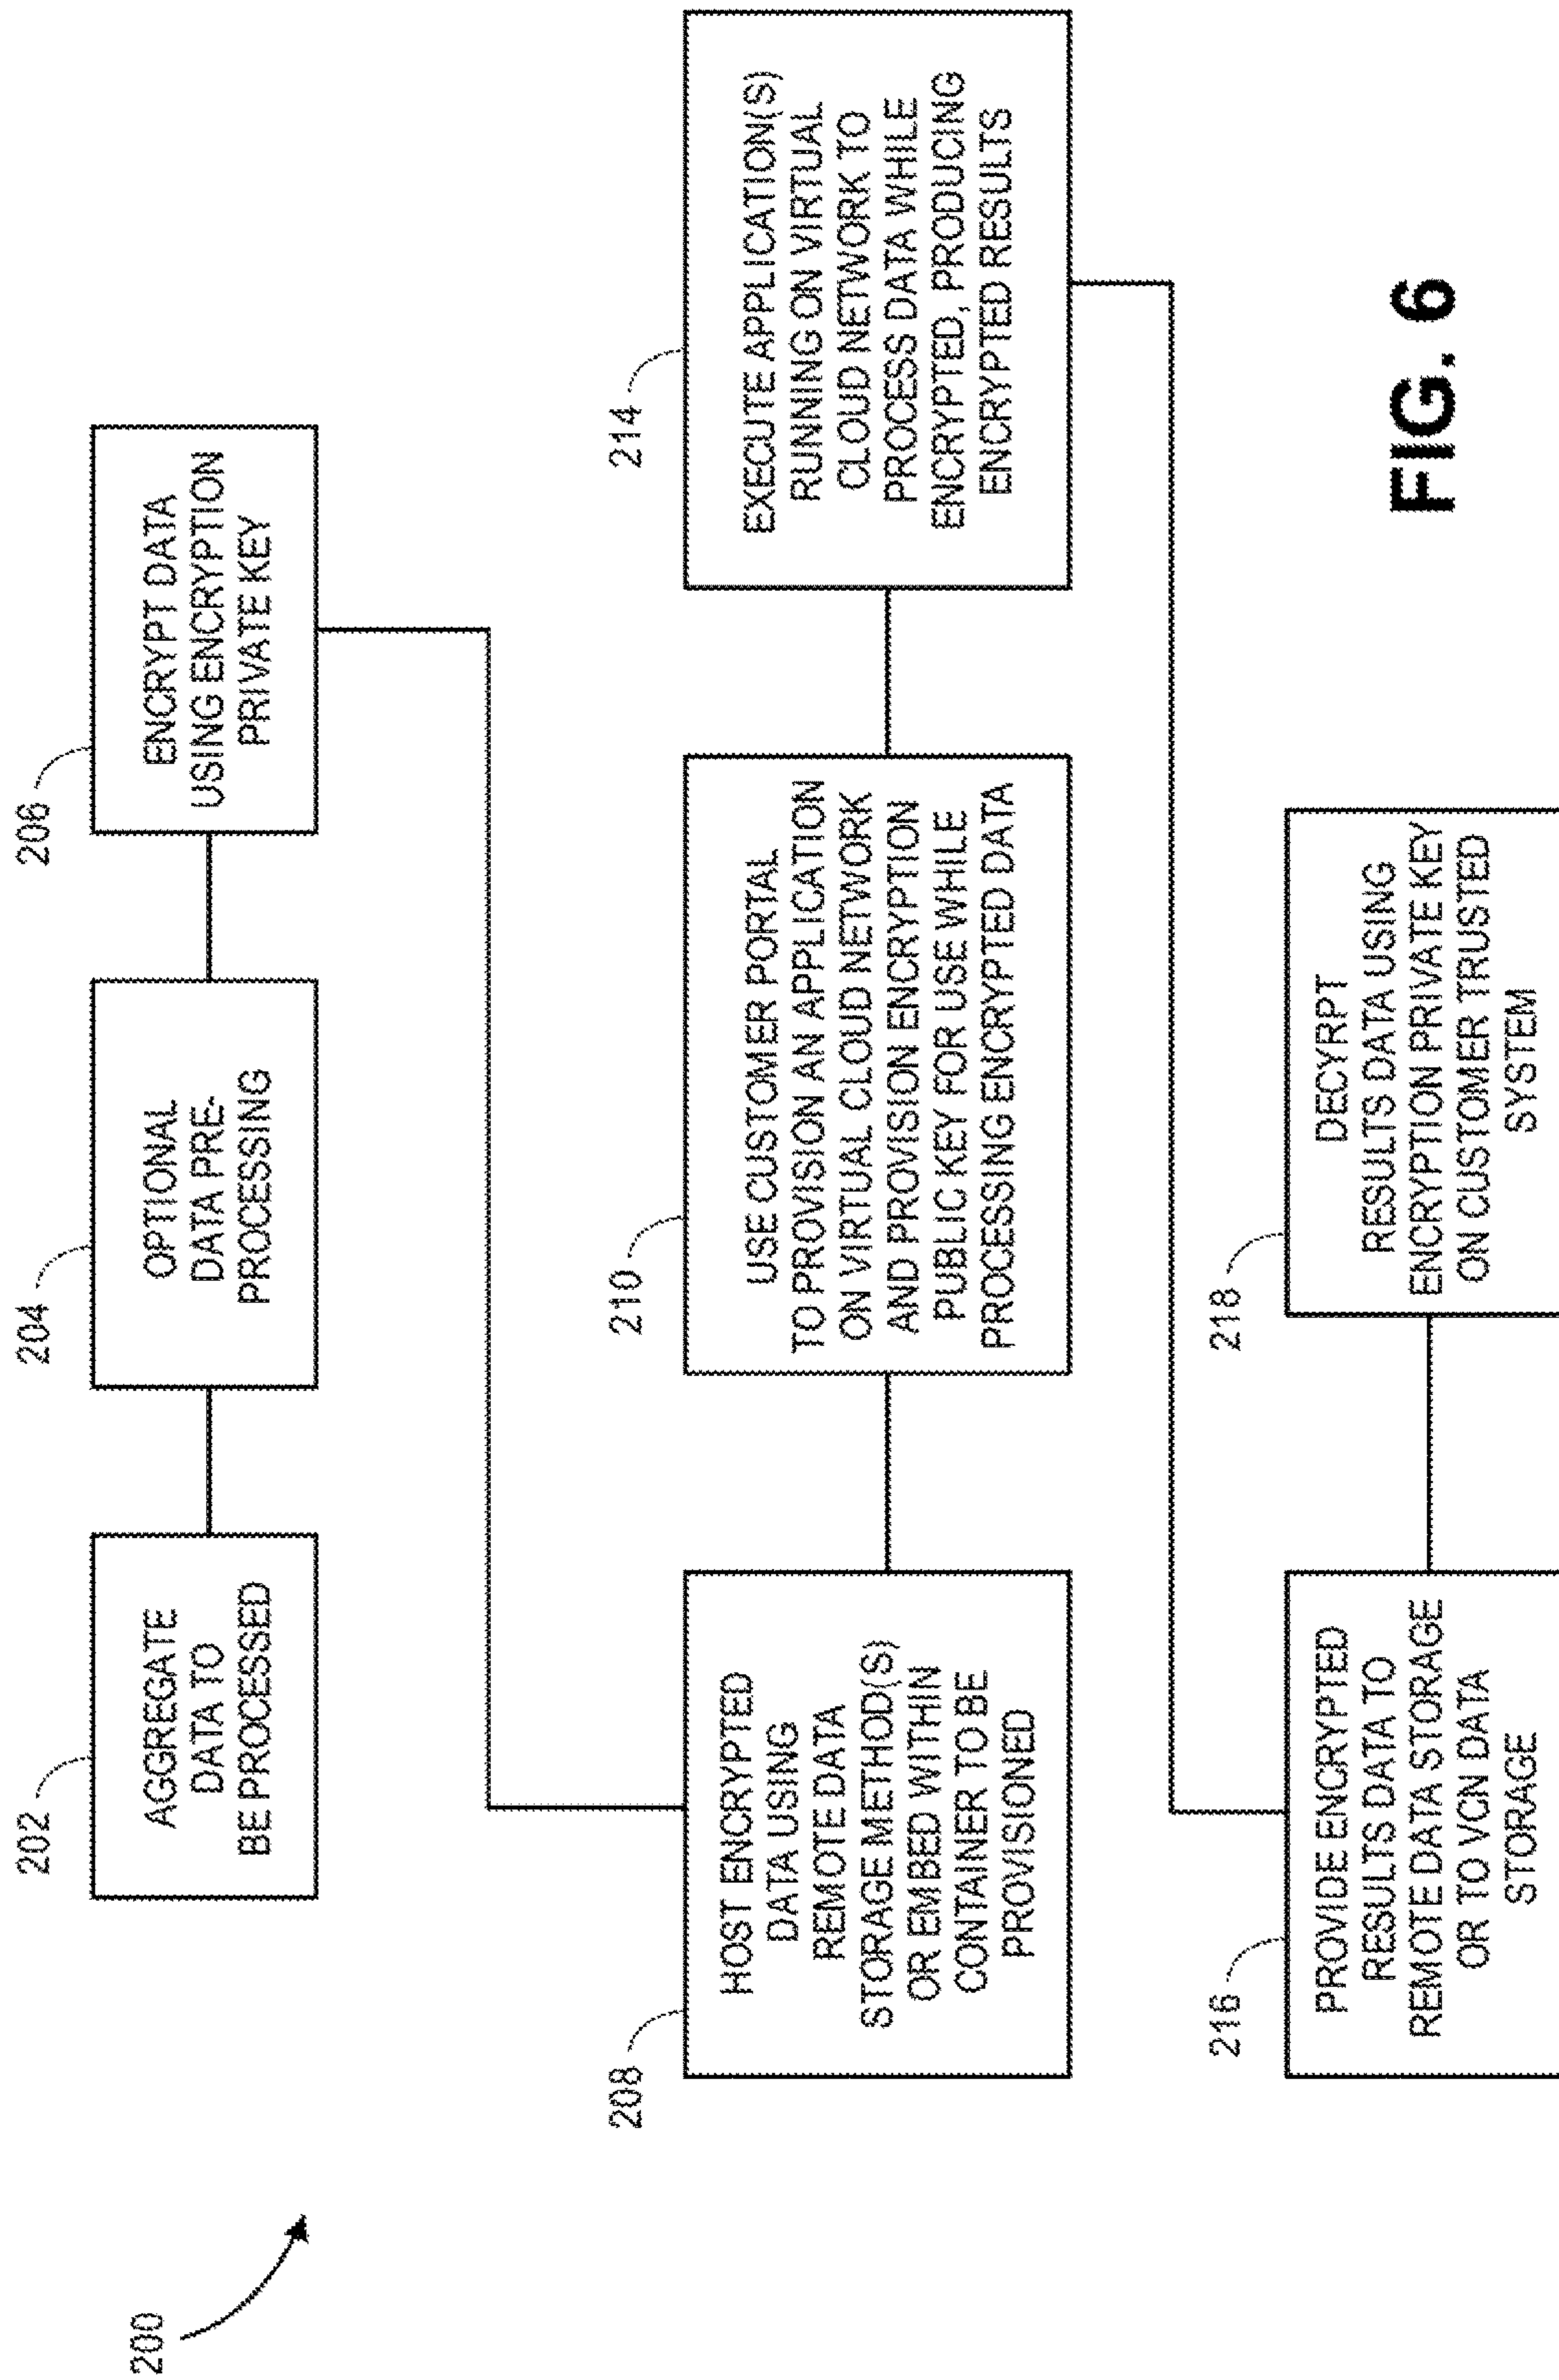 200
202
AGGREGATE
DATA TO
BE PROCESSED
204
OPTIONAL
DATA PRE-
PROCESSING
206
ENCRYPT DATA
USING ENCRYPTION
PRIVATE KEY
208
HOST ENCRYPTED
DATA USING
REMOTE DATA
STORAGE METHOD(S)
OR EMBED WITHIN
CONTAINER TO BE
PROVISIONED
210
USE CUSTOMER PORTAL
TO PROVISION AN APPLICATION
ON VIRTUAL CLOUD NETWORK
AND PROVISION ENCRYPTION
PUBLIC KEY FOR USE WHILE
PROCESSING ENCRYPTED DATA
214
EXECUTE APPLICATION(S)
RUNNING ON VIRTUAL
CLOUD NETWORK TO
PROCESS DATA WHILE
ENCRYPTED, PRODUCING
ENCRYPTED RESULTS
216
PROVIDE ENCRYPTED
RESULTS DATA TO
REMOTE DATA STORAGE
OR TO VCN DATA
STORAGE
218
DECYRPT
RESULTS DATA USING
ENCRYPTION PRIVATE KEY
ON CUSTOMER TRUSTED
SYSTEM
FIG. 6